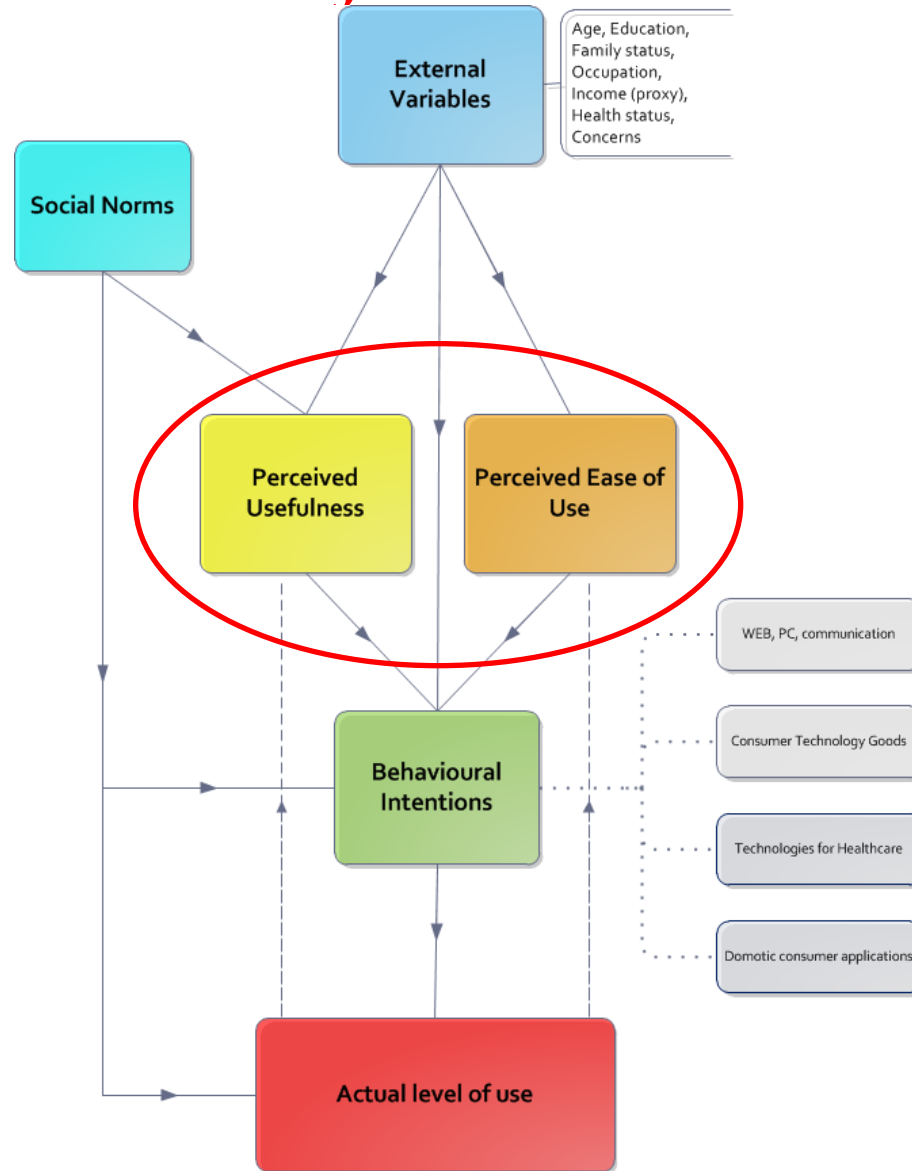 External
Variables
Age, Education,
Family status,
Occupation,
Income (proxy),
Health status,
Concerns
Social Norms
Perceived
Usefulness
Perceived Ease of
Use
WEB, PC, communication
Consumer Technology Goods
Behavioural
Intentions
Technologies for Healthcare
Domotic consumer applications
Actual level of use